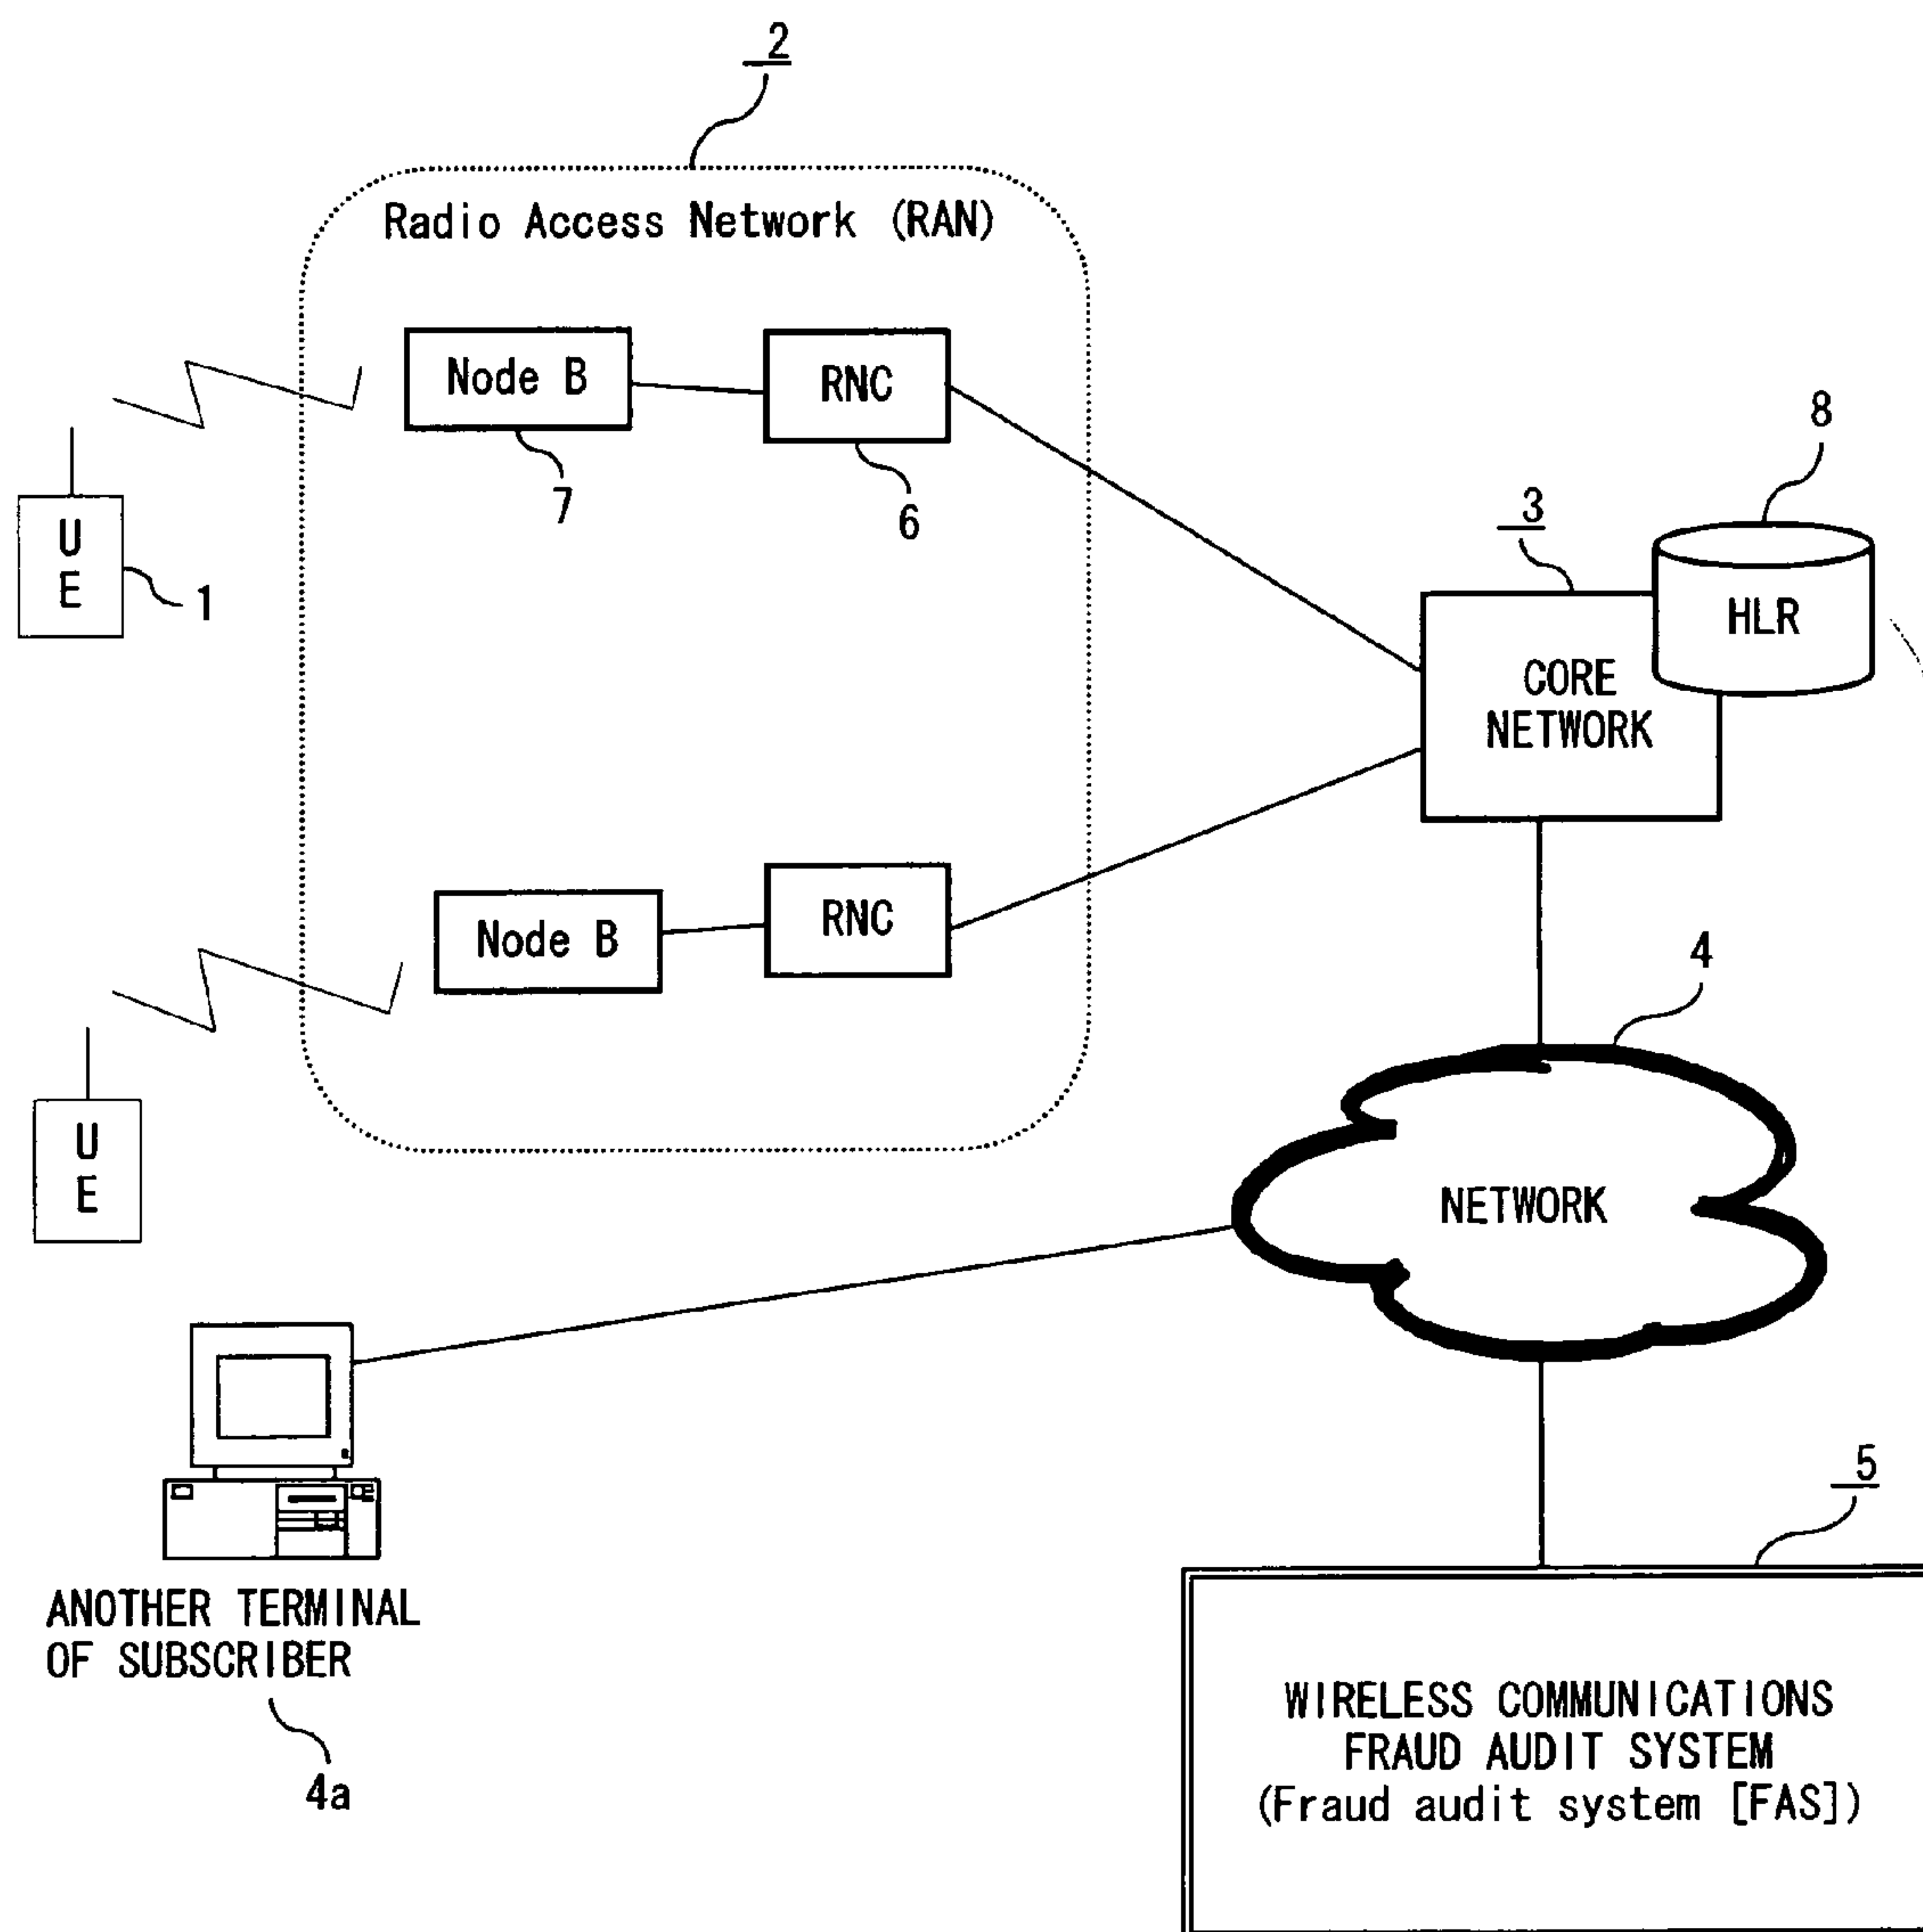 2
Radio Access Network (RAN)
Node B
RNC
7
6
8
U
E
1
3
HLR
CORE
NETWORK
Node B
RNC
4
U
E
NETWORK
5
ANOTHER TERMINAL
OF SUBSCRIBER
4a
WIRELESS COMMUNICATIONS
FRAUD AUDIT SYSTEM
(Fraud audit system [FAS])